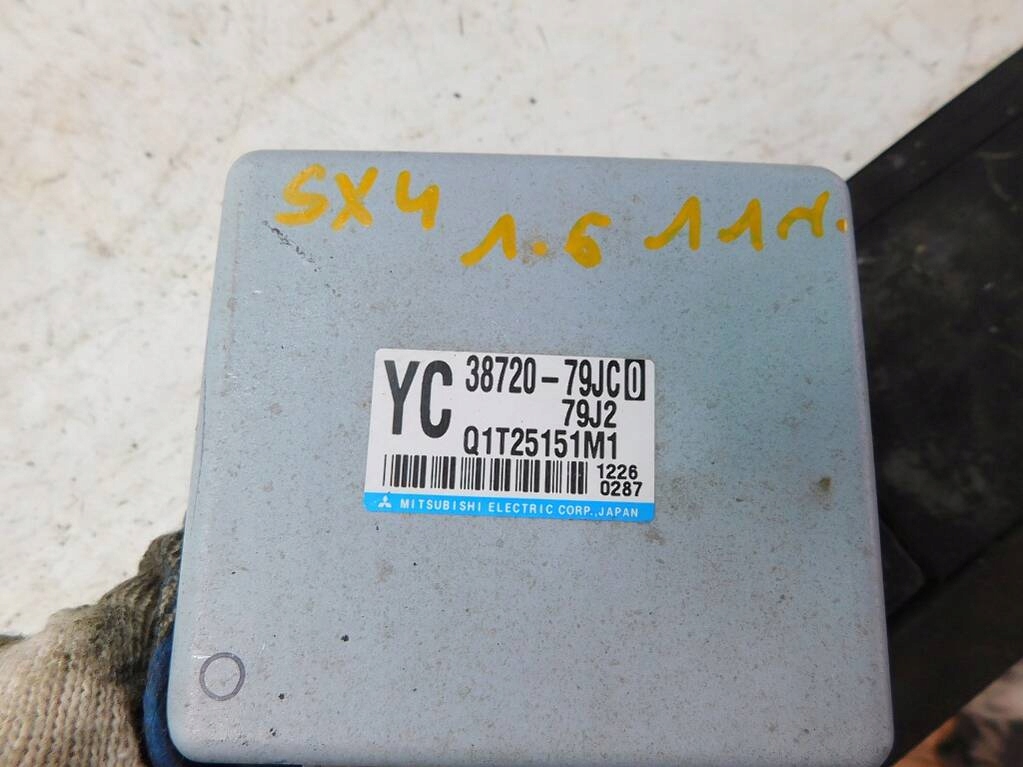 SX4 1.6 11г.
YC 38720-79JC0
79J2
Q1T25151M1
1226
0287
MITSUBISHI ELECTRIC CORP., JAPAN